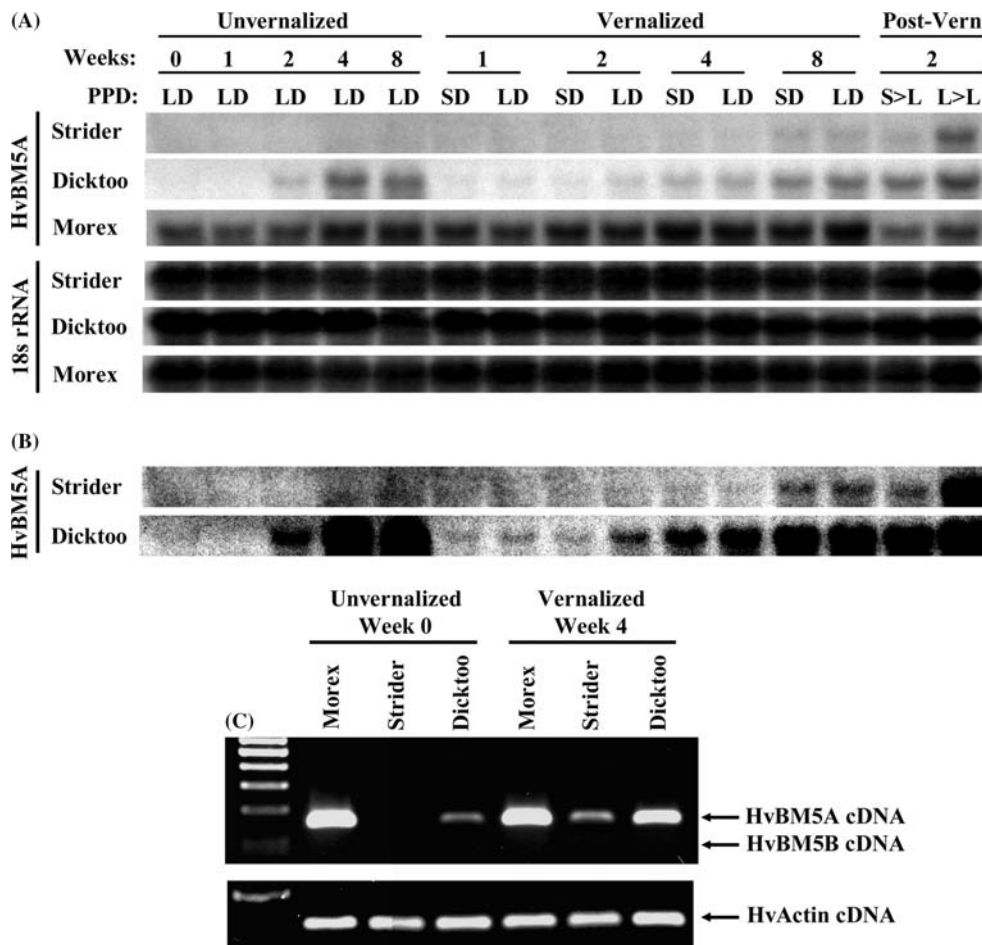 (A)
Unvernalized Vernalized Post-Vern
Weeks: 0 1 2 4 8 1 2 4 8 2
PPD: LD LD LD LD LD SD LD SD LD SD LD SD LD S>L L>L
HvBM5A
Strider
Dicktoo
Morex
18s rRNA
Strider
Dicktoo
Morex
(B)
HvBM5A
Strider
Dicktoo
Unvernalized Vernalized
Week 0 Week 4
Morex Strider Dicktoo Morex Strider Dicktoo
(C)
HvBM5A cDNA
HvBM5B cDNA
HvActin cDNA